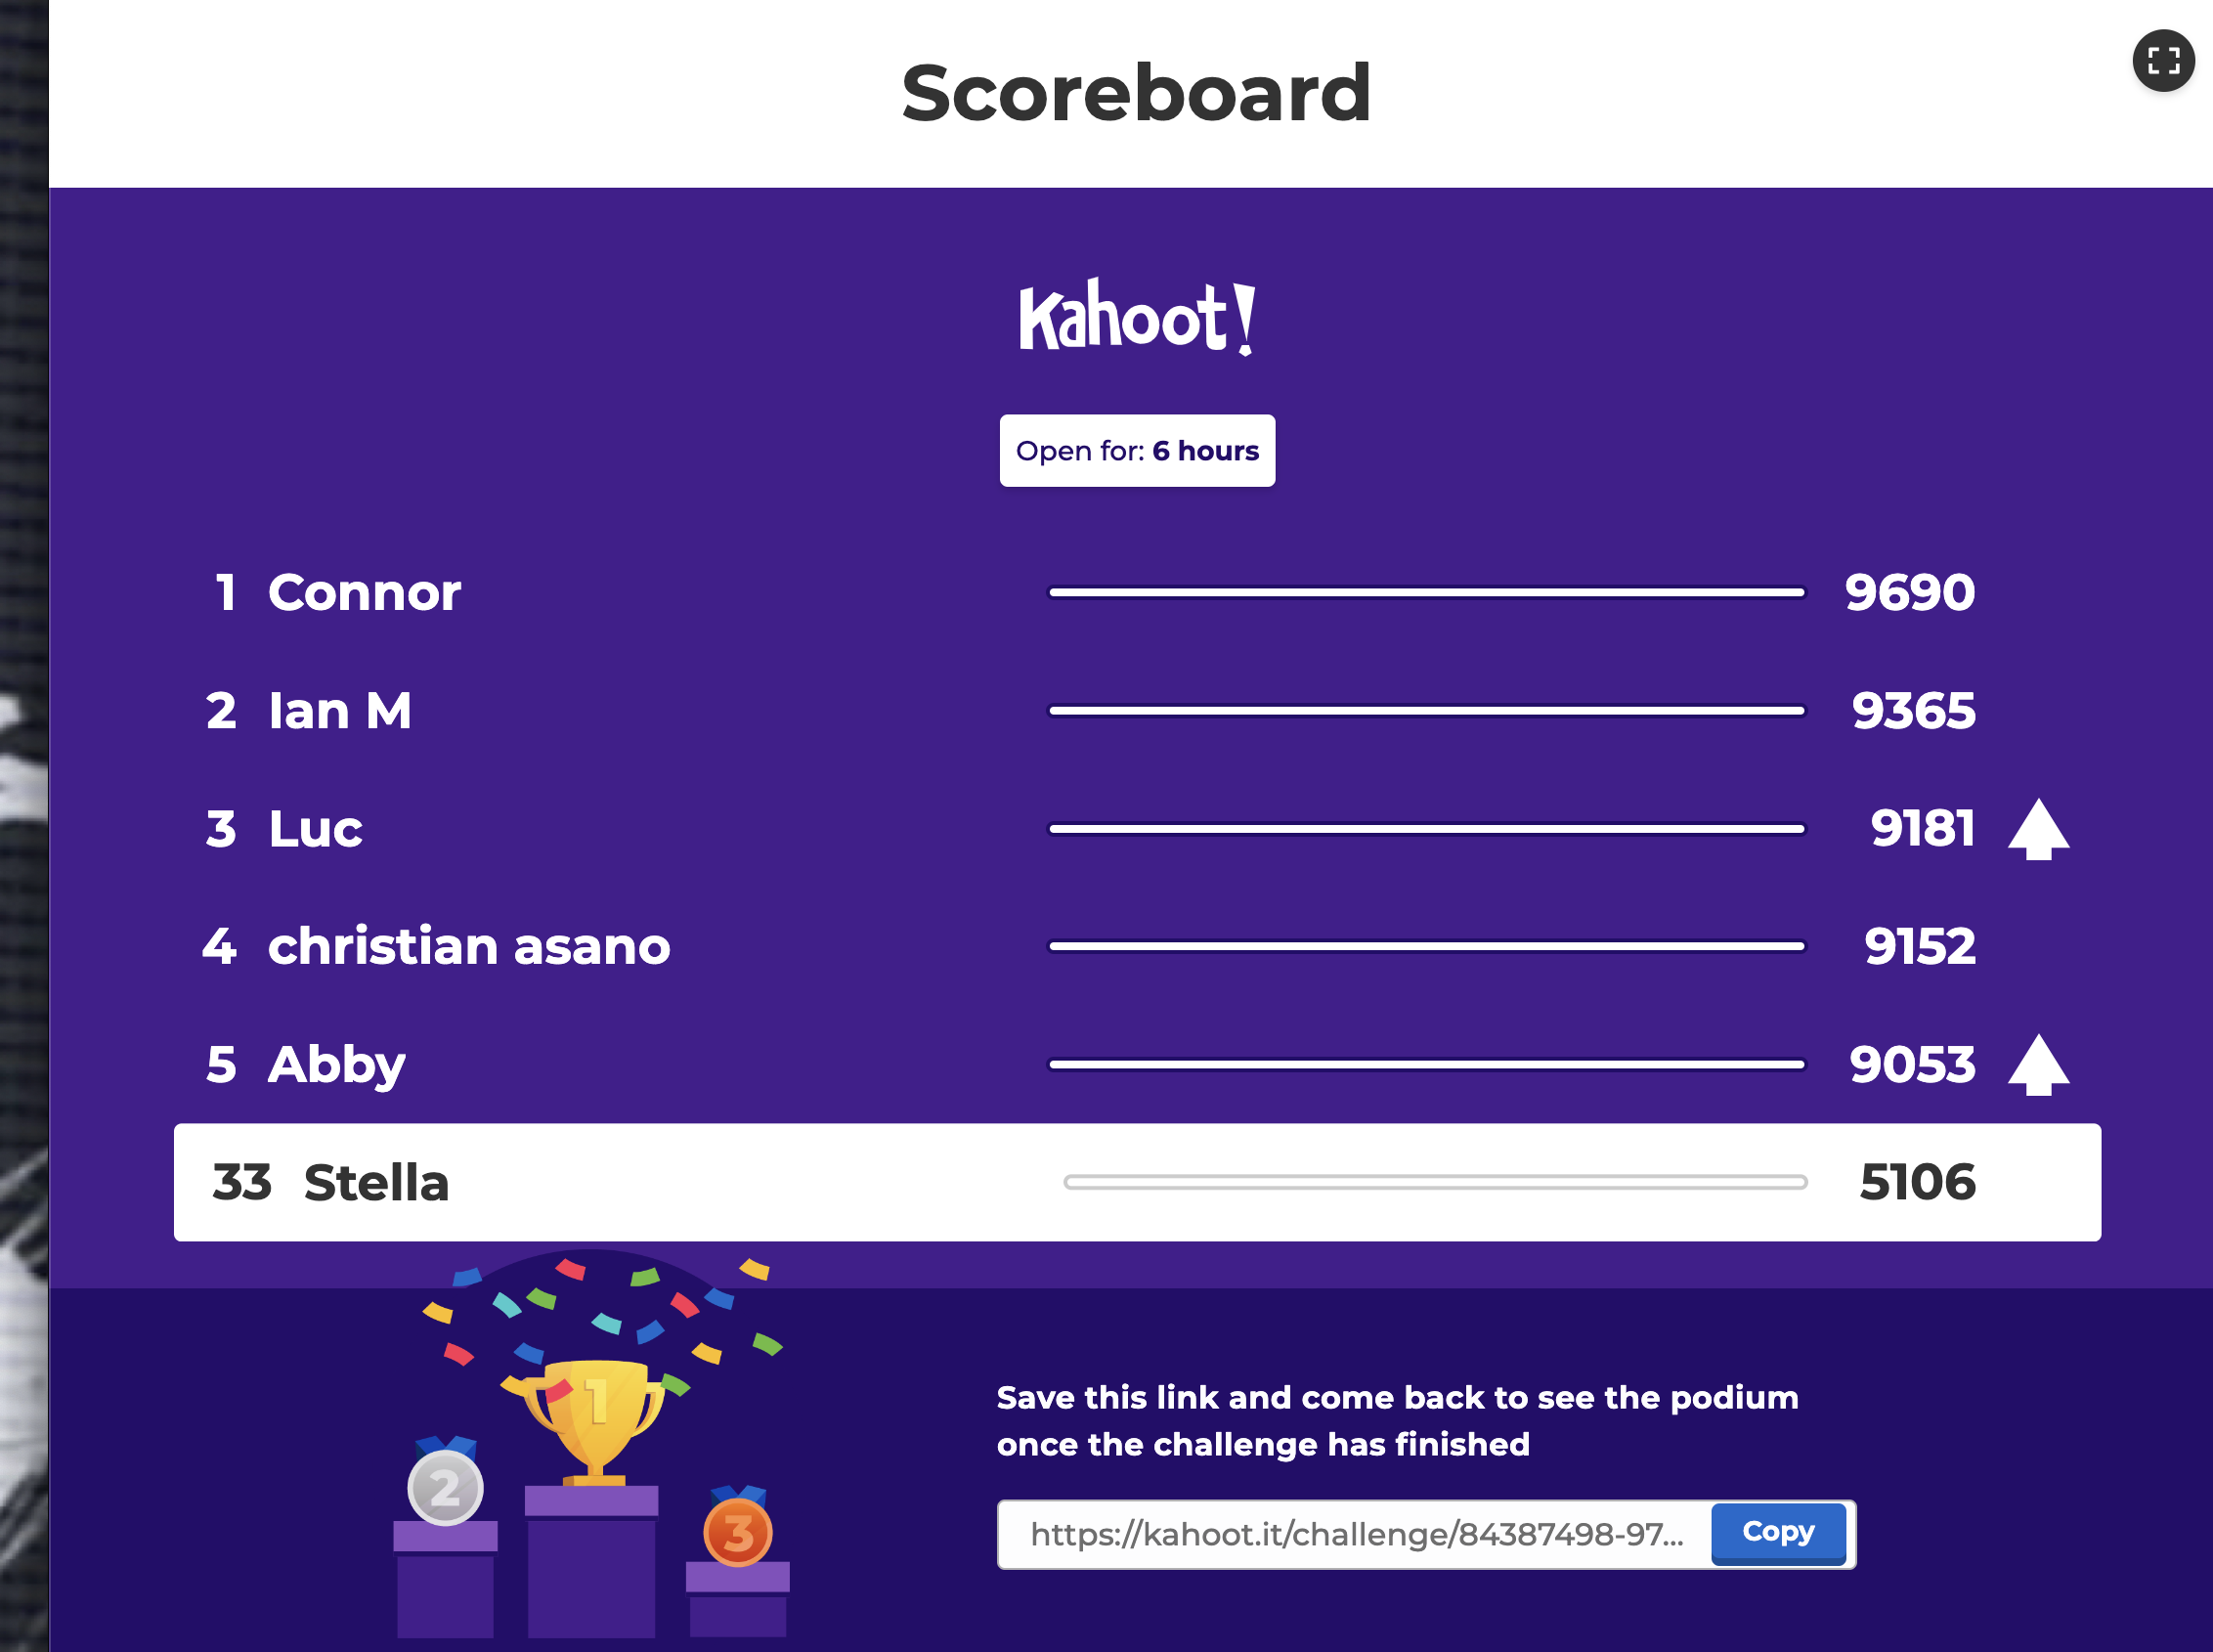 Scoreboard
Kahoot!
Open for: 6 hours
1 Connor 9690
2 Ian M 9365
3 Luc 9181
4 christian asano 9152
5 Abby 9053
33 Stella 5106
1
2
3
Save this link and come back to see the podium
once the challenge has finished
https://kahoot.it/challenge/84387498-97... Copy